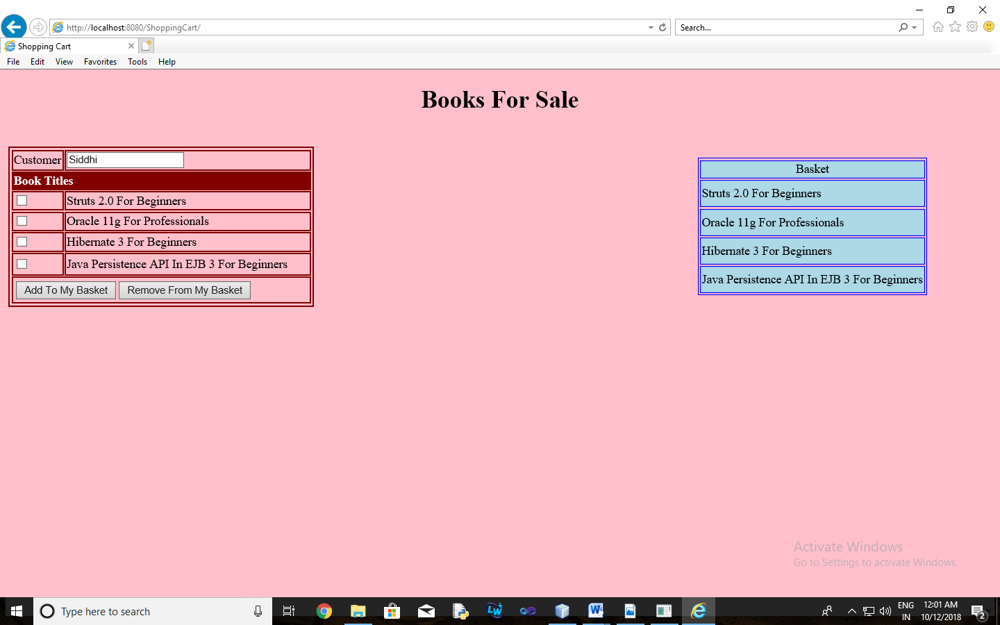 http://localhost:8080/ShoppingCart/
Search...
Shopping Cart
File Edit View Favorites Tools Help
Books For Sale
Customer Siddhi
Book Titles
Struts 2.0 For Beginners
Oracle 11g For Professionals
Hibernate 3 For Beginners
Java Persistence API In EJB 3 For Beginners
Add To My Basket Remove From My Basket
Basket
Struts 2.0 For Beginners
Oracle 11g For Professionals
Hibernate 3 For Beginners
Java Persistence API In EJB 3 For Beginners
Activate Windows
Go to Settings to activate Windows.
Type here to search
ENG
IN
12:01 AM
10/12/2018
2